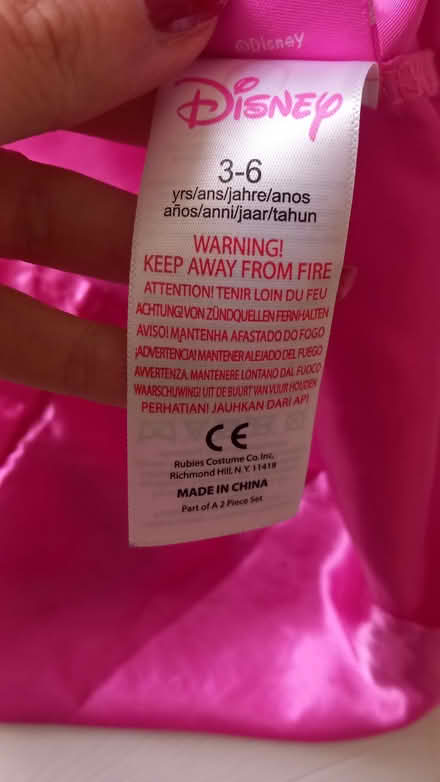 ©Disney
Disney
3-6
yrs/ans/jahre/anos
años/anni/jaar/tahun
WARNING!
KEEP AWAY FROM FIRE
ATTENTION! TENIR LOIN DU FEU
ACHTUNG! VON ZÜNDQUELLEN FERNHALTEN
AVISO! MANTENHA AFASTADO DO FOGO
¡ADVERTENCIA! MANTENER ALEJADO DEL FUEGO
AVVERTENZA. MANTENERE LONTANO DAL FUOCO
WAARSCHUWING! UIT DE BUURT VAN VUUR HOUDEN
PERHATIAN! JAUHKAN DARI API
CE
Rubies Costume Co. Inc,
Richmond Hill, N.Y. 11418
MADE IN CHINA
Part of A 2 Piece Set